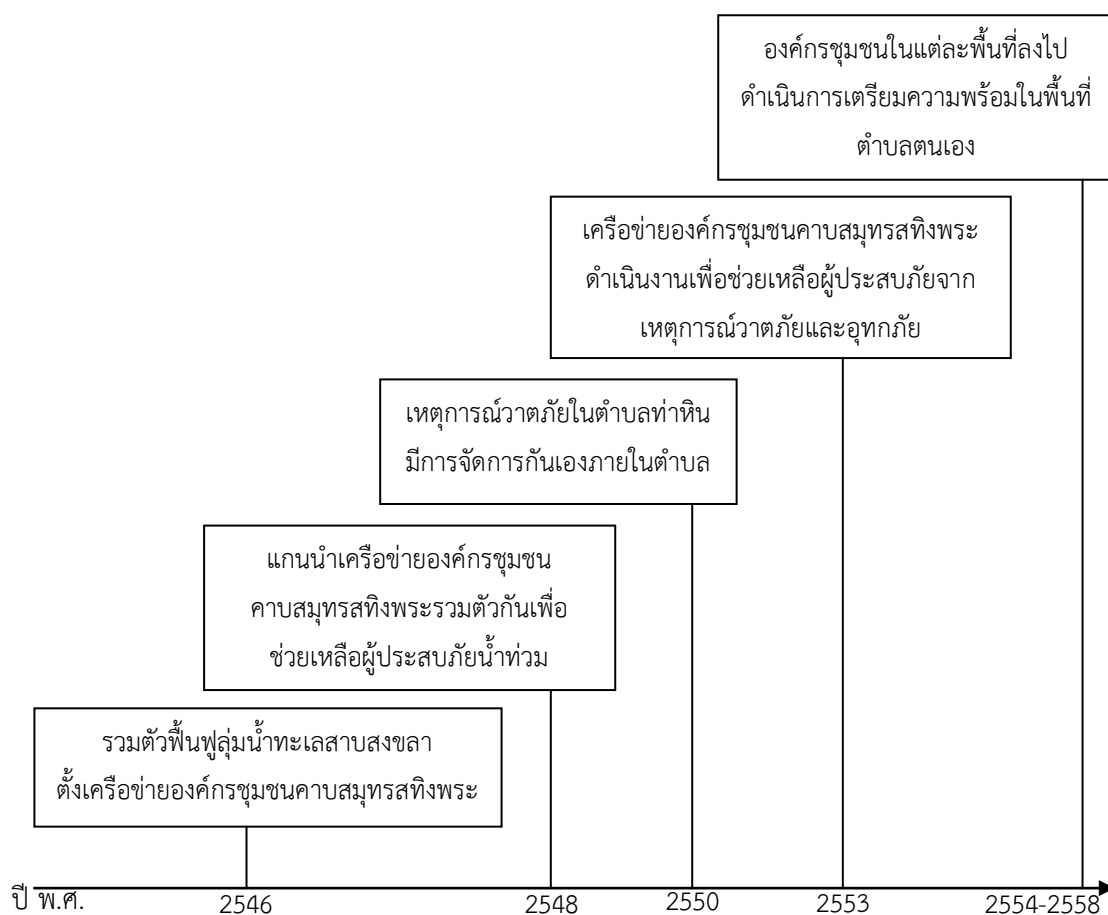 องค์กรชุมชนในแต่ละพื้นที่ลงไป
ดำเนินการเตรียมความพร้อมในพื้นที่
ตำบลตนเอง
เครือข่ายองค์กรชุมชนคาบสมุทรสทิงพระ
ดำเนินงานเพื่อช่วยเหลือผู้ประสบภัยจาก
เหตุการณ์วาตภัยและอุทกภัย
เหตุการณ์วาตภัยในตำบลท่าหิน
มีการจัดการกันเองภายในตำบล
แกนนำเครือข่ายองค์กรชุมชน
คาบสมุทรสทิงพระรวมตัวกันเพื่อ
ช่วยเหลือผู้ประสบภัยน้ำท่วม
รวมตัวฟื้นฟูลุ่มน้ำทะเลสาบสงขลา
ตั้งเครือข่ายองค์กรชุมชนคาบสมุทรสทิงพระ
ปี พ.ศ. 2546 2548 2550 2553 2554-2558